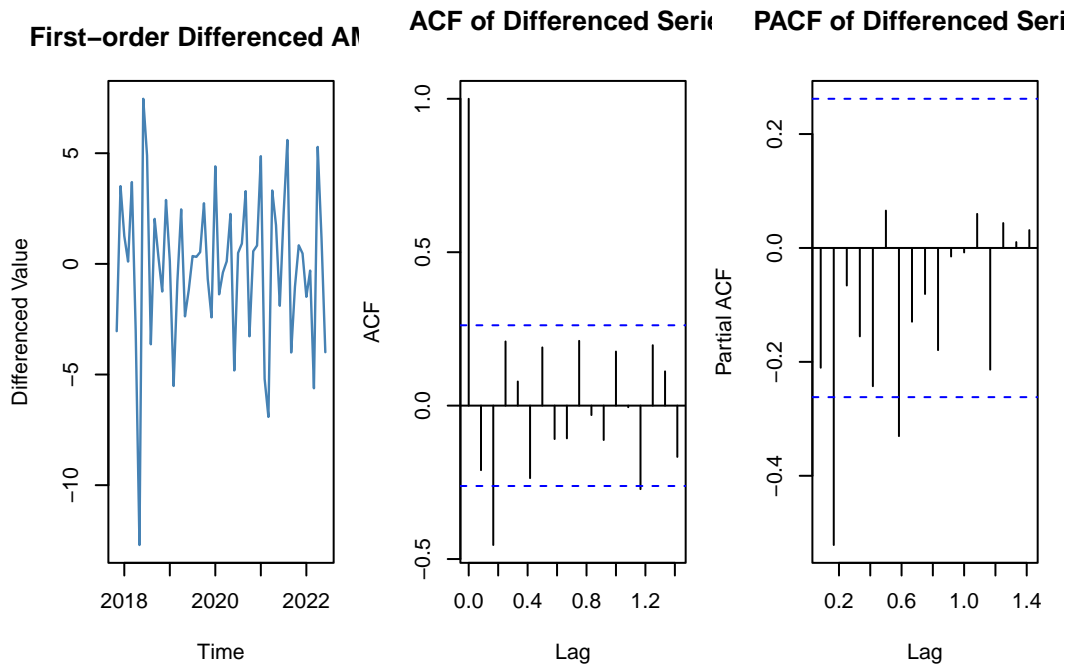 First−order Differenced AM
ACF of Differenced Serie
PACF of Differenced Seri
Differenced Value
5
0
−5
−10
2018 2020 2022
Time
ACF
1.0
0.5
0.0
−0.5
0.0 0.4 0.8 1.2
Lag
Partial ACF
0.2
0.0
−0.2
−0.4
0.2 0.6 1.0 1.4
Lag